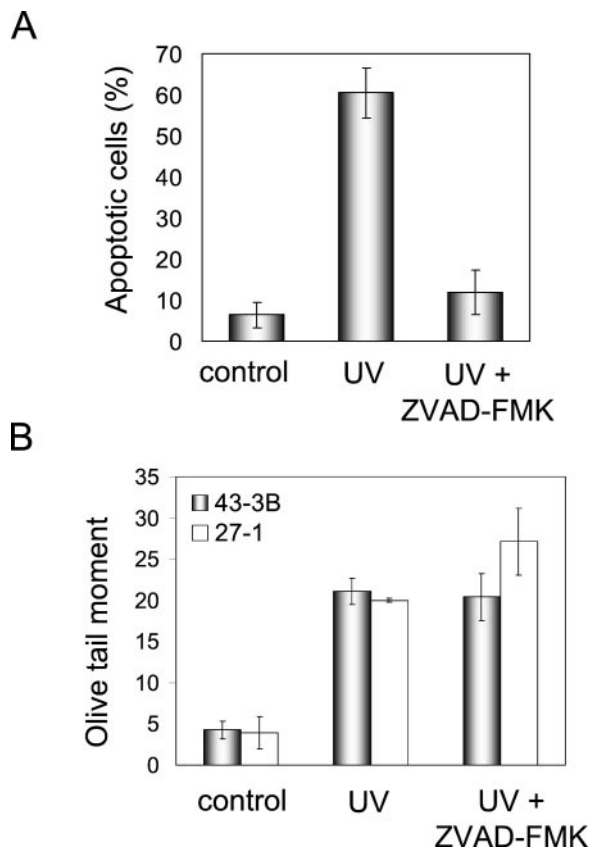 A
Apoptotic cells (%)
70
60
50
40
30
20
10
0
control UV UV +
ZVAD-FMK
B
Olive tail moment
35
30
25
20
15
10
5
0
43-3B
27-1
control UV UV +
ZVAD-FMK